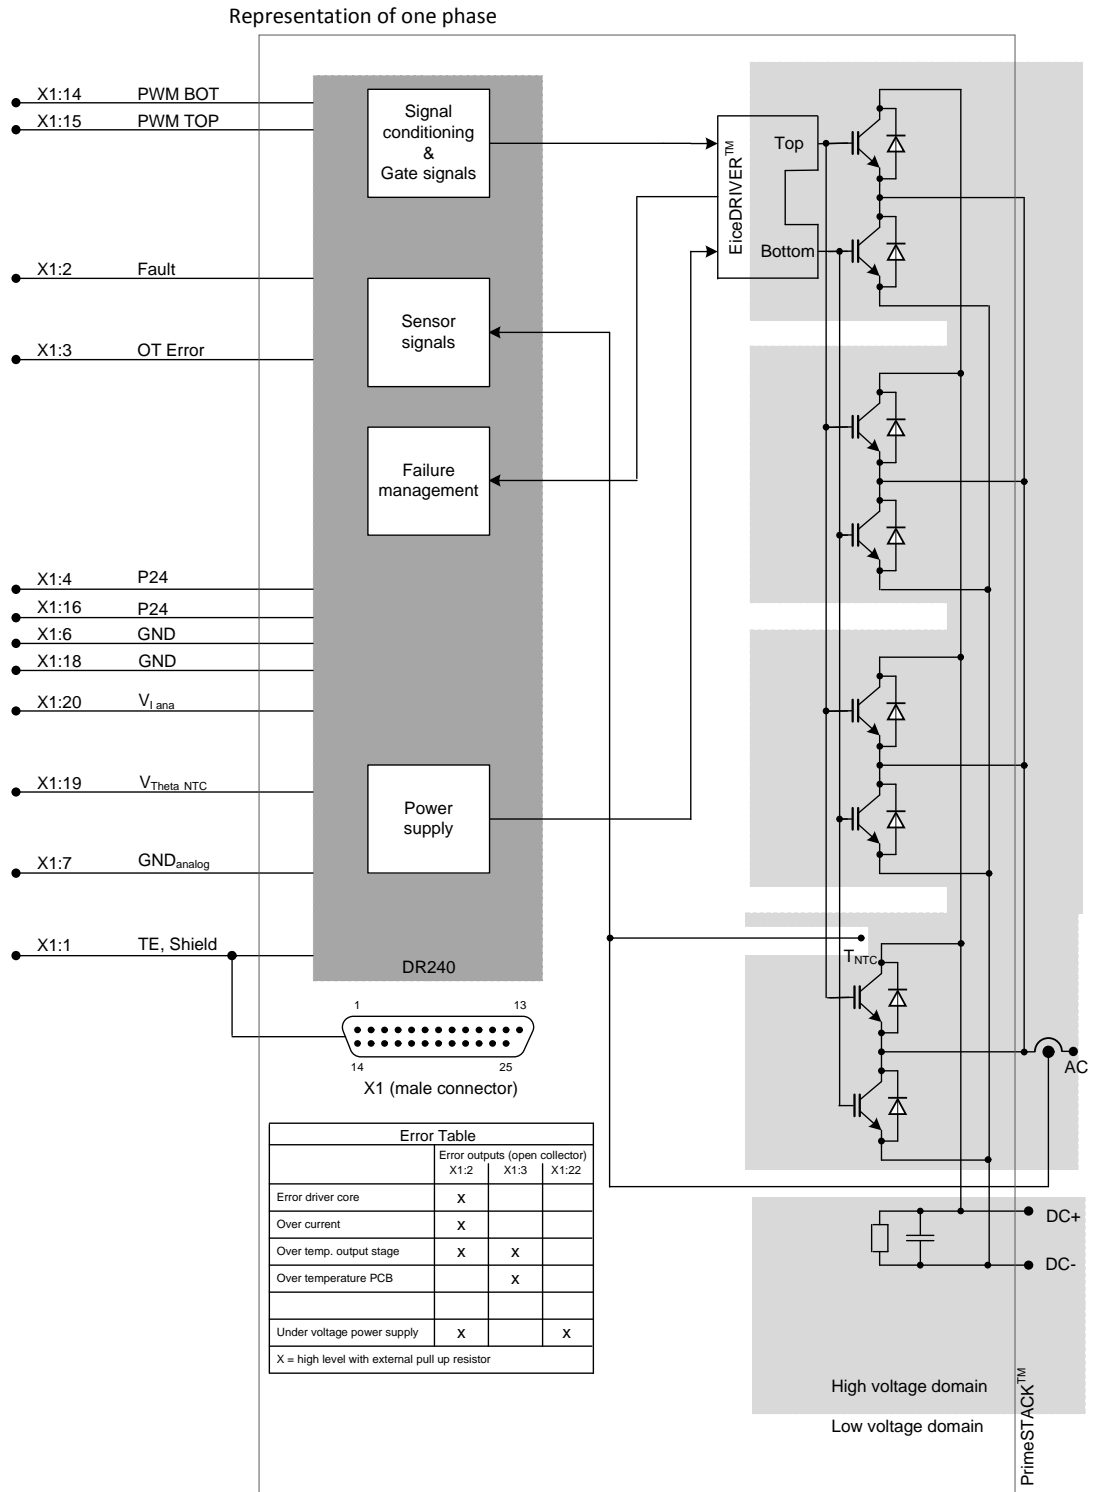 Representation of one phase
X1:14 PWM BOT
X1:15 PWM TOP
Signal
conditioning
&
Gate signals
EiceDRIVER™
Top
Bottom
X1:2 Fault
Sensor
signals
X1:3 OT Error
Failure
management
X1:4 P24
X1:16 P24
X1:6 GND
X1:18 GND
X1:20 VI ana
X1:19 VTheta NTC
Power
supply
X1:7 GNDanalog
X1:1 TE, Shield
DR240
TNTC
1 13
14 25
X1 (male connector)
AC
Error Table
Error outputs (open collector)
X1:2 X1:3 X1:22
Error driver core x
Over current x
Over temp. output stage x x
Over temperature PCB x
Under voltage power supply x x
X = high level with external pull up resistor
DC+
DC-
High voltage domain
Low voltage domain
PrimeSTACK™